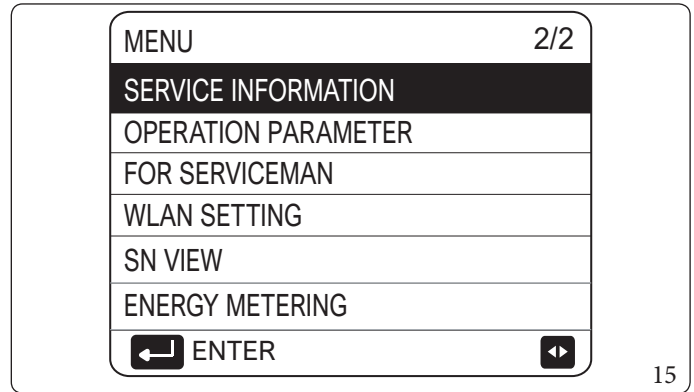 MENU 2/2
SERVICE INFORMATION
OPERATION PARAMETER
FOR SERVICEMAN
WLAN SETTING
SN VIEW
ENERGY METERING
ENTER
15